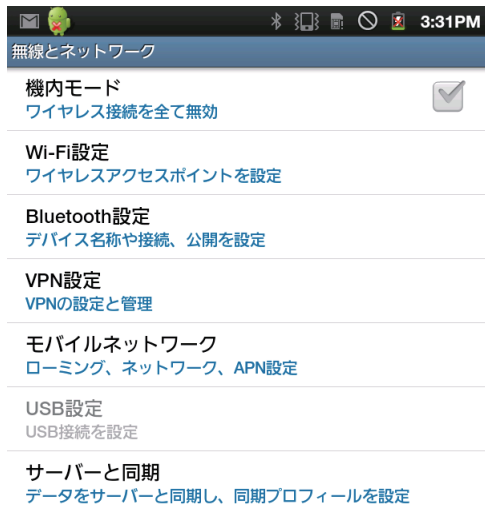 3:31PM
無線とネットワーク
機内モード
ワイヤレス接続を全て無効
Wi-Fi設定
ワイヤレスアクセスポイントを設定
Bluetooth設定
デバイス名称や接続、公開を設定
VPN設定
VPNの設定と管理
モバイルネットワーク
ローミング、ネットワーク、APN設定
USB設定
USB接続を設定
サーバーと同期
データをサーバーと同期し、同期プロフィールを設定